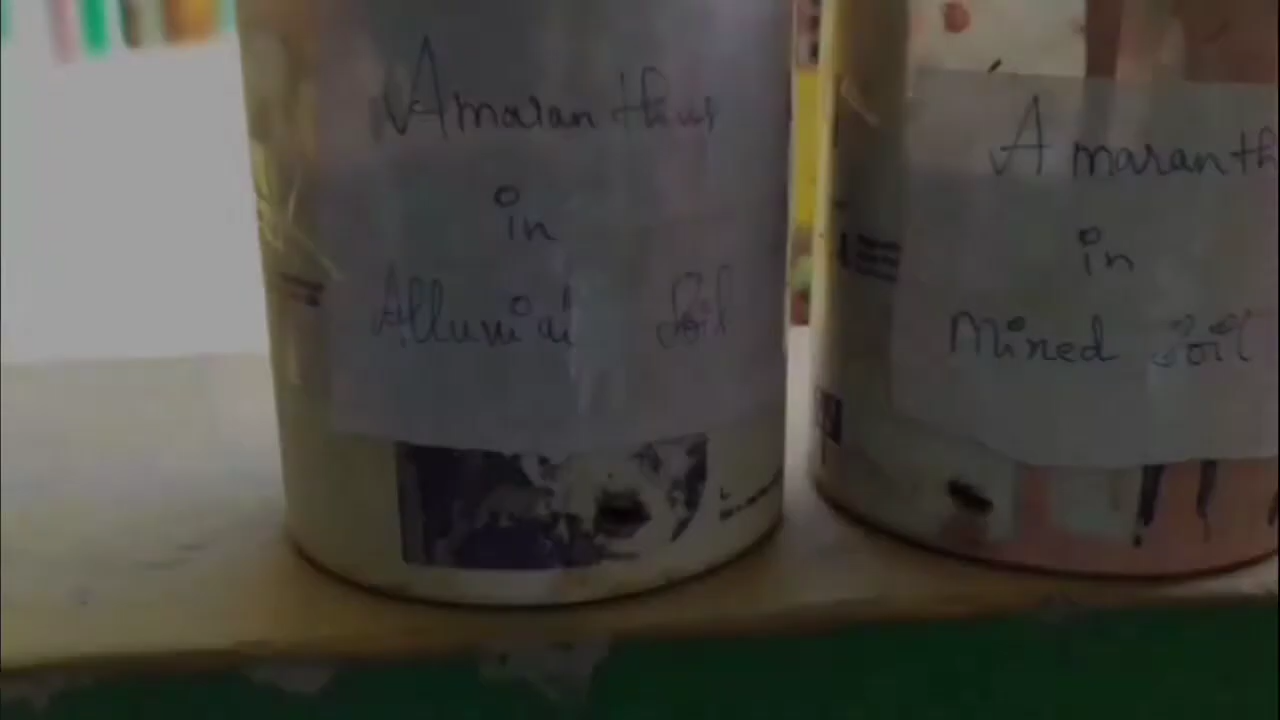 Amaranthus
in
Alluvial Soil
Amaranth
in
Mixed Soil